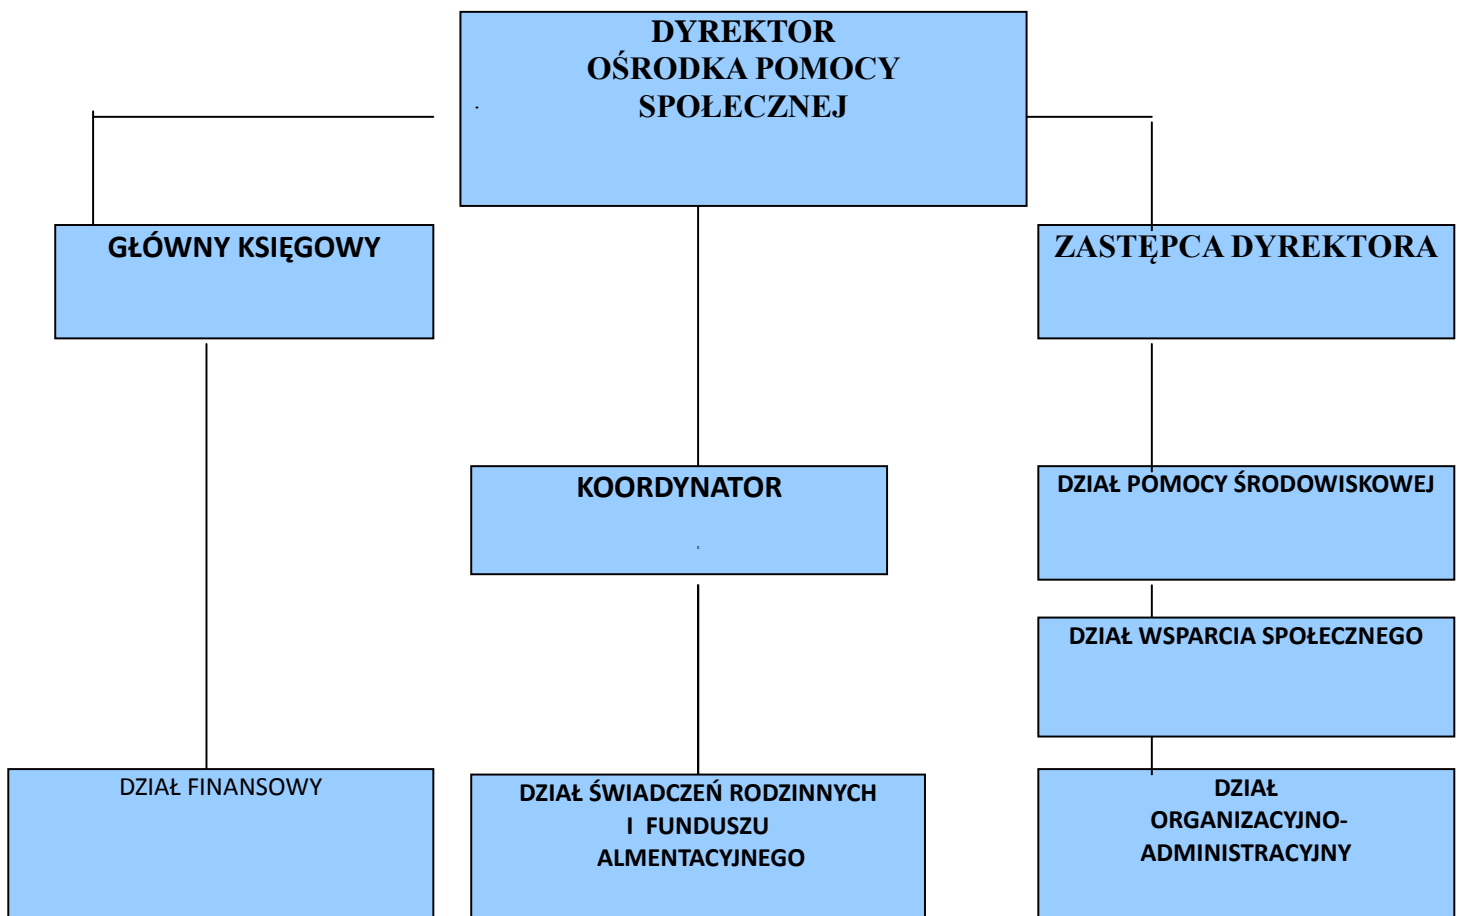 DYREKTOR
OŚRODKA POMOCY
SPOŁECZNEJ
GŁÓWNY KSIĘGOWY
ZASTĘPCA DYREKTORA
KOORDYNATOR
DZIAŁ POMOCY ŚRODOWISKOWEJ
DZIAŁ WSPARCIA SPOŁECZNEGO
DZIAŁ FINANSOWY
DZIAŁ ŚWIADCZEŃ RODZINNYCH
I FUNDUSZU
ALMENTACYJNEGO
DZIAŁ
ORGANIZACYJNO-
ADMINISTRACYJNY